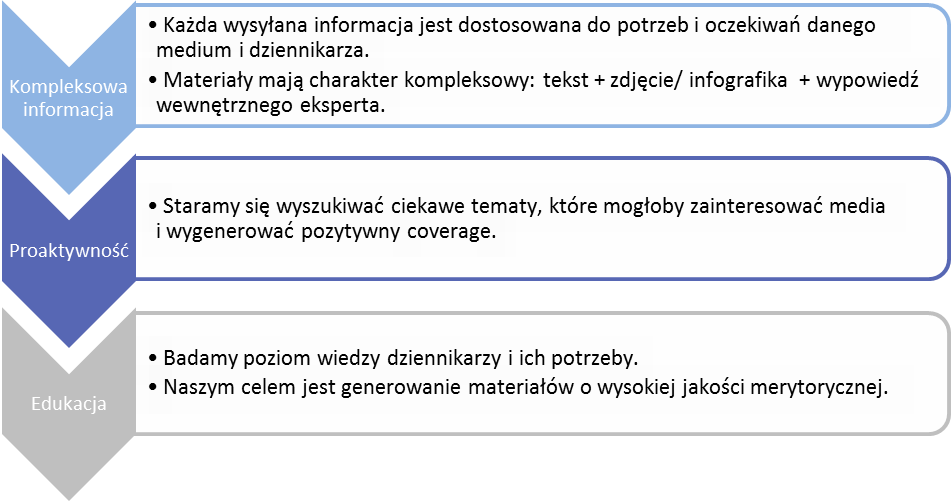 Kompleksowa
informacja
• Każda wysyłana informacja jest dostosowana do potrzeb i oczekiwań danego
medium i dziennikarza.
• Materiały mają charakter kompleksowy: tekst + zdjęcie/ infografika + wypowiedź
wewnętrznego eksperta.
Proaktywność
• Staramy się wyszukiwać ciekawe tematy, które mogłoby zainteresować media
i wygenerować pozytywny coverage.
Edukacja
• Badamy poziom wiedzy dziennikarzy i ich potrzeby.
• Naszym celem jest generowanie materiałów o wysokiej jakości merytorycznej.